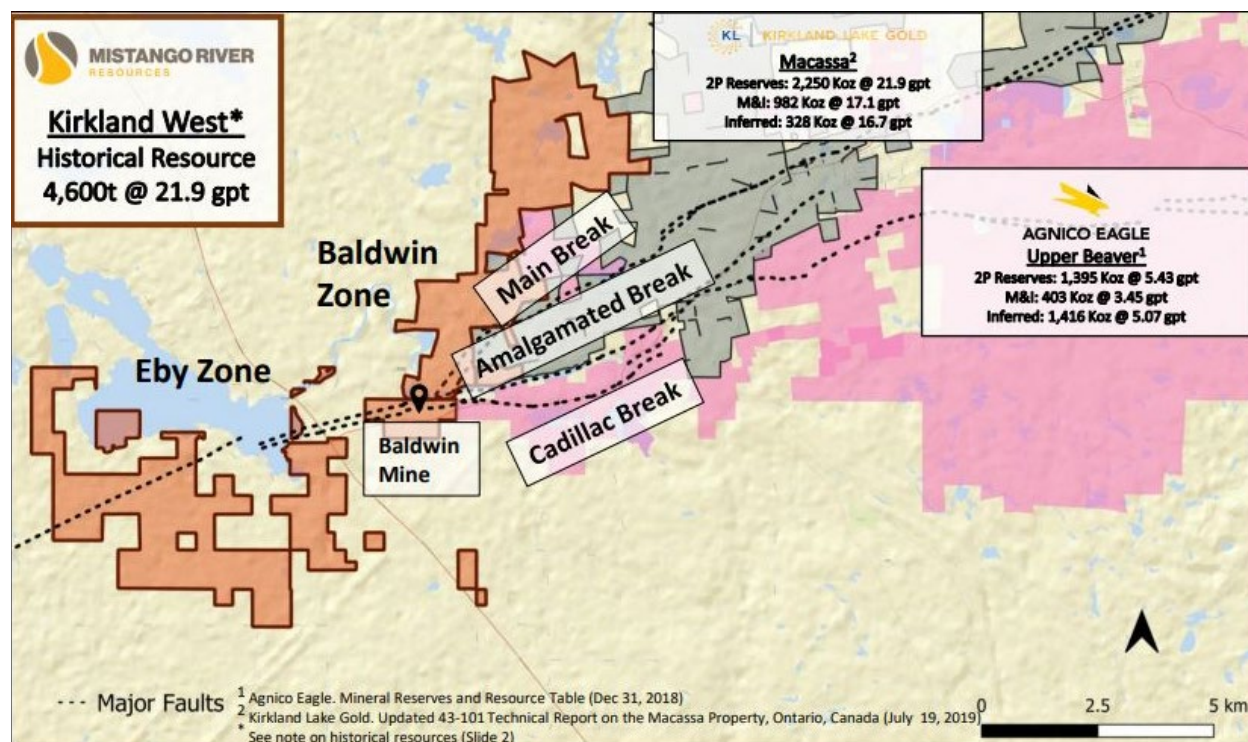 MISTANGO RIVER
RESOURCES
Kirkland West*
Historical Resource
4,600t @ 21.9 gpt
KL KIRKLAND LAKE GOLD
Macassa2
2P Reserves: 2,250 Koz @ 21.9 gpt
M&I: 982 Koz @ 17.1 gpt
Inferred: 328 Koz @ 16.7 gpt
AGNICO EAGLE
Upper Beaver1
2P Reserves: 1,395 Koz @ 5.43 gpt
M&I: 403 Koz @ 3.45 gpt
Inferred: 1,416 Koz @ 5.07 gpt
Baldwin
Zone
Main Break
Amalgamated Break
Eby Zone
Cadillac Break
Baldwin
Mine
--- Major Faults
1 Agnico Eagle. Mineral Reserves and Resource Table (Dec 31, 2018)
2 Kirkland Lake Gold. Updated 43-101 Technical Report on the Macassa Property, Ontario, Canada (July 19, 2019)
* See note on historical resources (Slide 2)
0 2.5 5 km